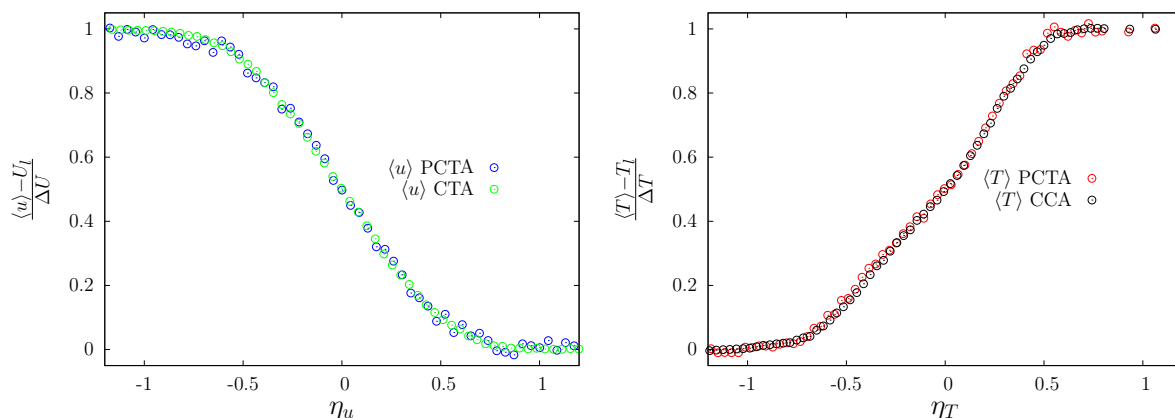 1
0.8
0.6
0.4
0.2
0
-1
-0.5
0
0.5
1
⟨u⟩−U_l
ΔU
η_u
⟨u⟩ PCTA
⟨u⟩ CTA
1
0.8
0.6
0.4
0.2
0
-1
-0.5
0
0.5
1
⟨T⟩−T_l
ΔT
η_T
⟨T⟩ PCTA
⟨T⟩ CCA